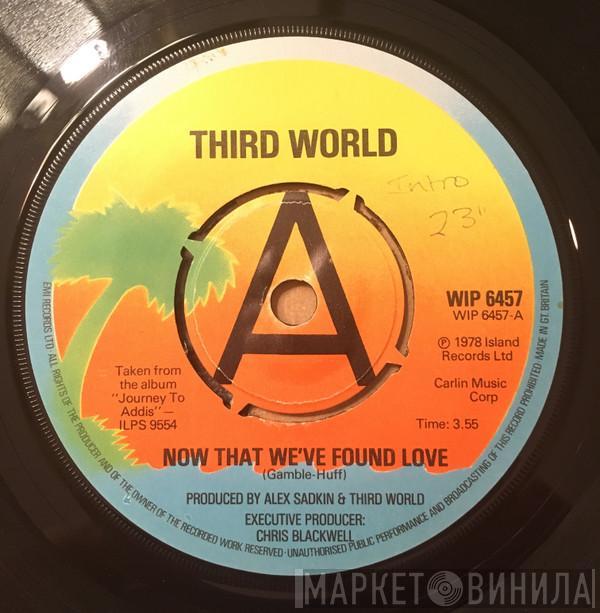 THIRD WORLD
Intro
23"
A
WIP 6457
WIP 6457-A
℗ 1978 Island
Records Ltd
Carlin Music
Corp
Time: 3.55
Taken from
the album
"Journey To
Addis"—
ILPS 9554
NOW THAT WE'VE FOUND LOVE
(Gamble-Huff)
PRODUCED BY ALEX SADKIN & THIRD WORLD
EXECUTIVE PRODUCER:
CHRIS BLACKWELL
EMI RECORDS LTD ALL RIGHTS OF THE PRODUCER AND OF THE OWNER OF THE RECORDED WORK RESERVED · UNAUTHORISED PUBLIC PERFORMANCE AND BROADCASTING OF THIS RECORD PROHIBITED MADE IN GT BRITAIN
МАРКЕТ ВИНИЛА